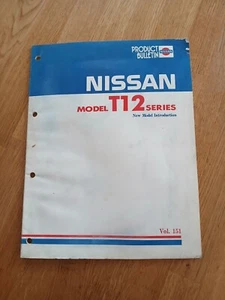 PRODUCT
BULLETIN
NISSAN
MODEL T12 SERIES
New Model Introduction
Vol. 151